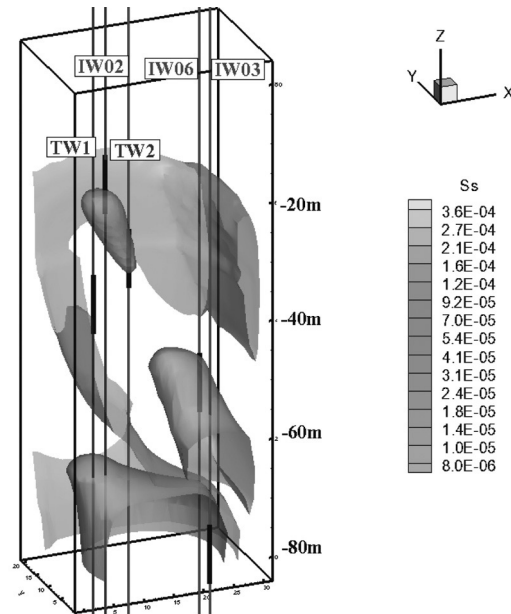 IW02
IW06
IW03
TW1
TW2
-20m
-40m
-60m
-80m
Z
Y
X
Ss
3.6E-04
2.7E-04
2.1E-04
1.6E-04
1.2E-04
9.2E-05
7.0E-05
5.4E-05
4.1E-05
3.1E-05
2.4E-05
1.8E-05
1.4E-05
1.0E-05
8.0E-06